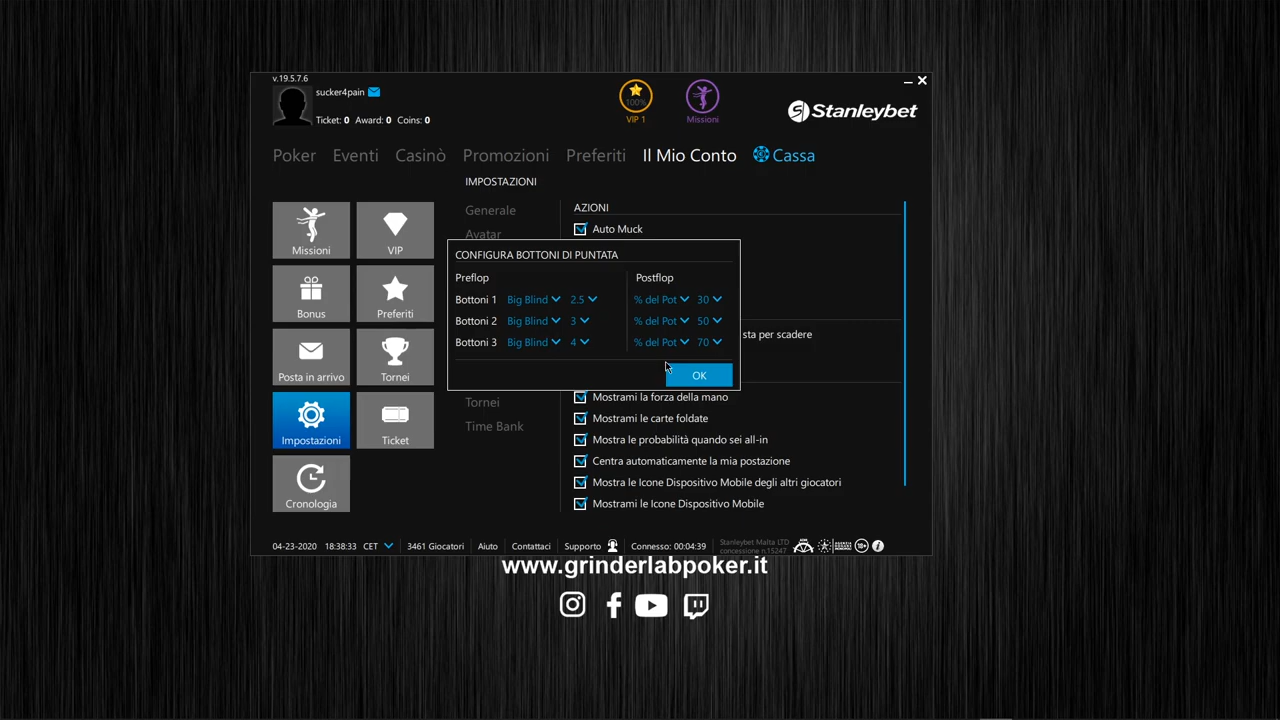 v.19.5.7.6
sucker4pain
Ticket: 0 Award: 0 Coins: 0
100%
VIP 1
Missioni
Stanleybet
Poker Eventi Casinò Promozioni Preferiti Il Mio Conto Cassa
IMPOSTAZIONI
Generale
Avatar
Tornei
Time Bank
Missioni VIP
Bonus Preferiti
Posta in arrivo Tornei
Impostazioni Ticket
Cronologia
AZIONI
Auto Muck
CONFIGURA BOTTONI DI PUNTATA
Preflop Postflop
Bottoni 1 Big Blind 2.5 % del Pot 30
Bottoni 2 Big Blind 3 % del Pot 50
Bottoni 3 Big Blind 4 % del Pot 70
OK
sta per scadere
Mostrami la forza della mano
Mostrami le carte foldate
Mostra le probabilità quando sei all-in
Centra automaticamente la mia postazione
Mostra le Icone Dispositivo Mobile degli altri giocatori
Mostrami le Icone Dispositivo Mobile
04-23-2020 18:38:33 CET 3461 Giocatori Aiuto Contattaci Supporto Connesso: 00:04:39
Stanleybet Malta LTD
concessione n.15247
18+
www.grinderlabpoker.it